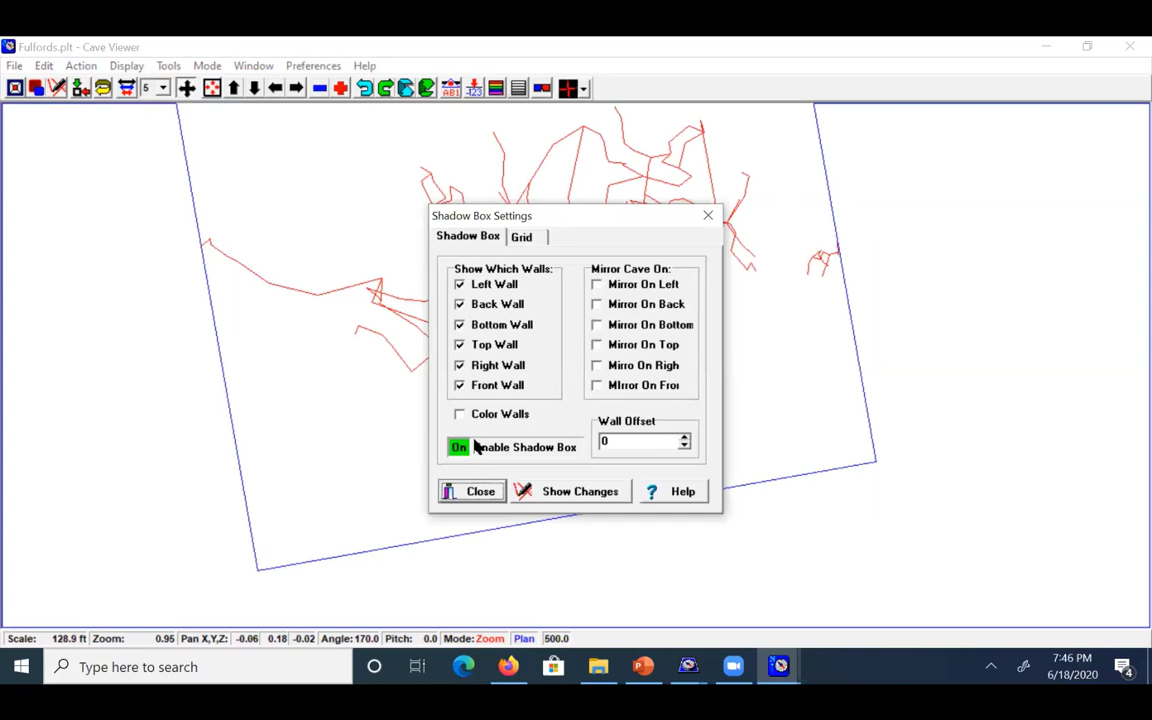 Fulfords.plt - Cave Viewer
File Edit Action Display Tools Mode Window Preferences Help
5
Shadow Box Settings
Shadow Box Grid
Show Which Walls: Mirror Cave On:
Left Wall Mirror On Left
Back Wall Mirror On Back
Bottom Wall Mirror On Bottom
Top Wall Mirror On Top
Right Wall Mirro On Righ
Front Wall MIrror On Fror
Color Walls
Wall Offset
0
On nable Shadow Box
Close Show Changes ? Help
Scale: 128.9 ft Zoom: 0.95 Pan X,Y,Z: -0.06 0.18 -0.02 Angle: 170.0 Pitch: 0.0 Mode: Zoom Plan 500.0
Type here to search
7:46 PM
6/18/2020
4